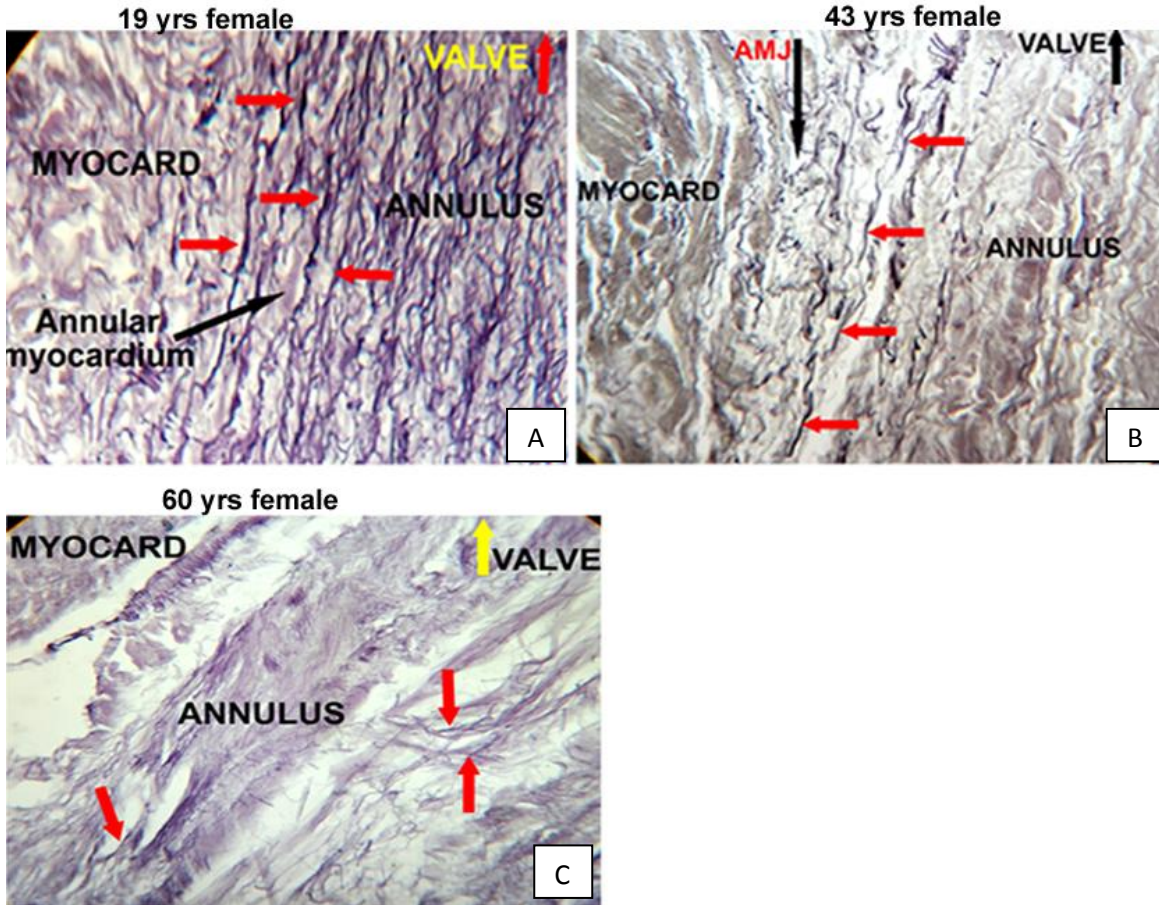 19 yrs female
VALVE
MYOCARD
ANNULUS
Annular
myocardium
A
43 yrs female
AMJ
VALVE
MYOCARD
ANNULUS
B
60 yrs female
MYOCARD
VALVE
ANNULUS
C